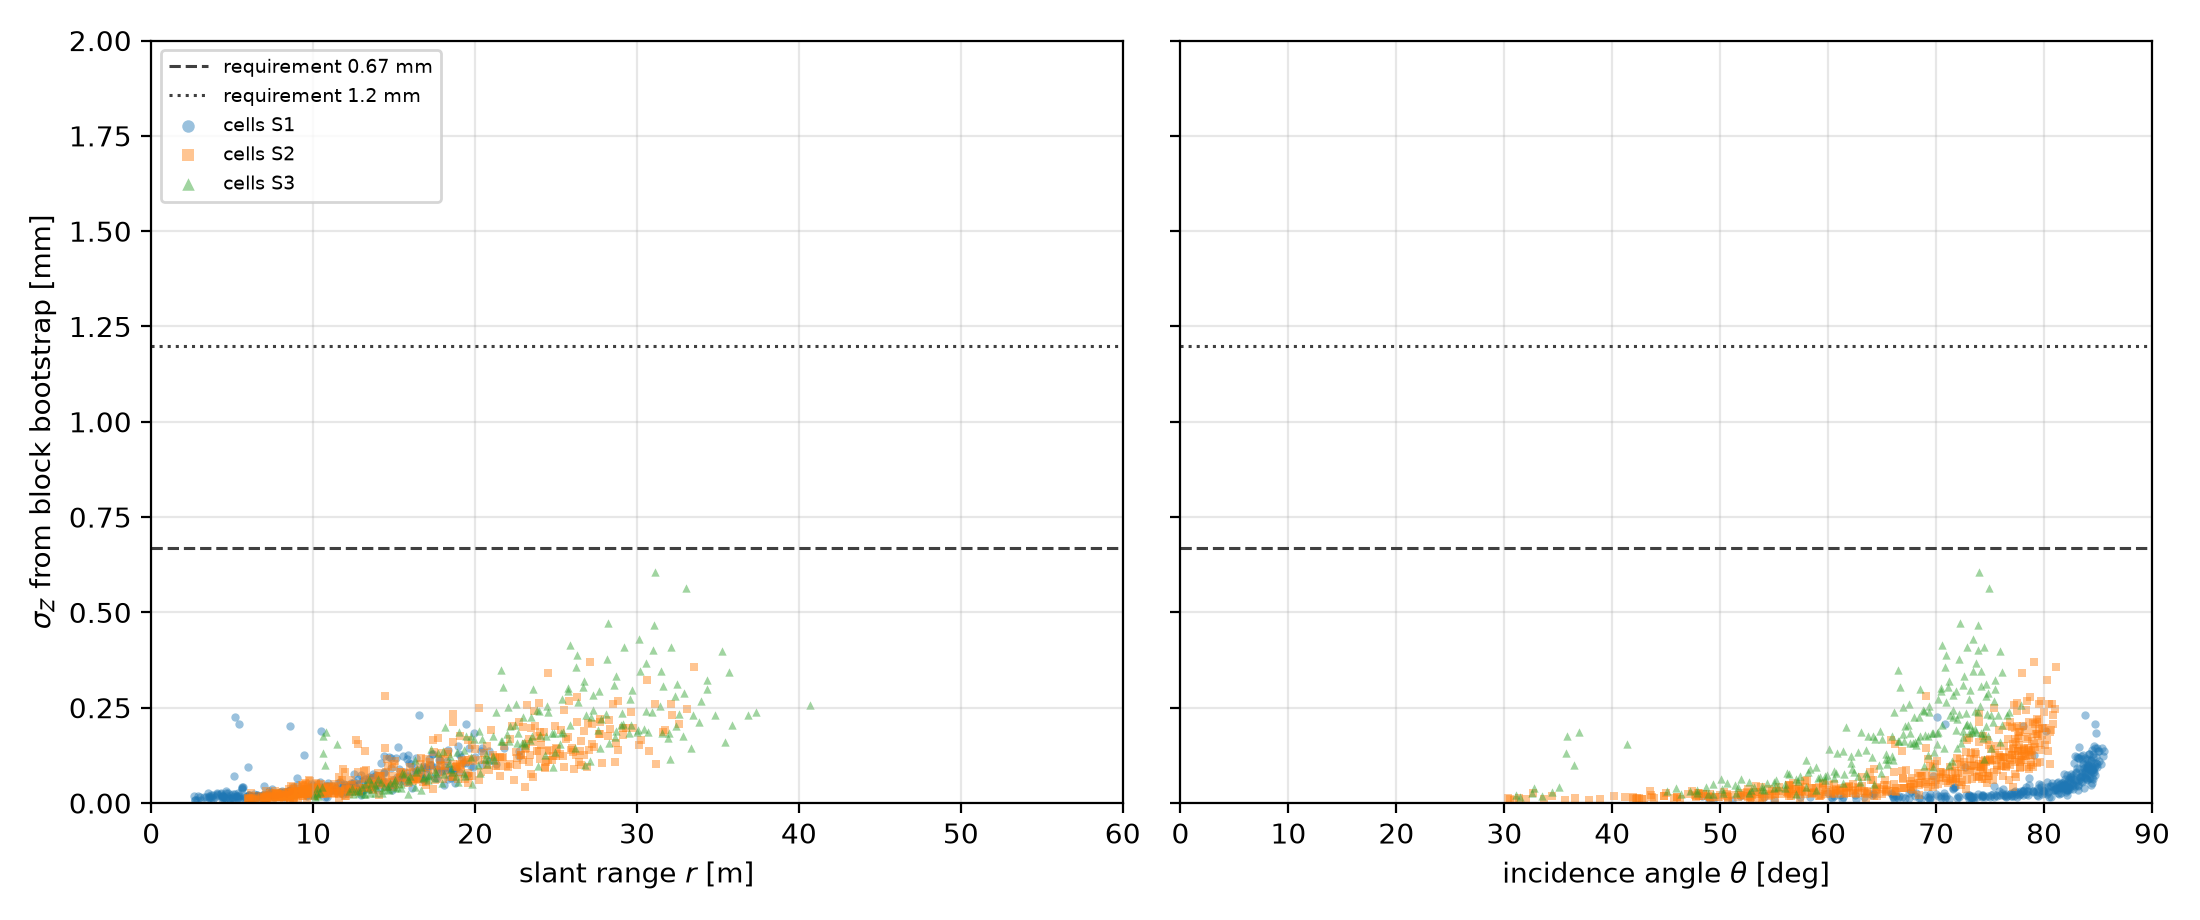 2.00
1.75
1.50
1.25
1.00
0.75
0.50
0.25
0.00
σZ from block bootstrap [mm]
requirement 0.67 mm
requirement 1.2 mm
cells S1
cells S2
cells S3
0 10 20 30 40 50 60
slant range r [m]
0 10 20 30 40 50 60 70 80 90
incidence angle θ [deg]